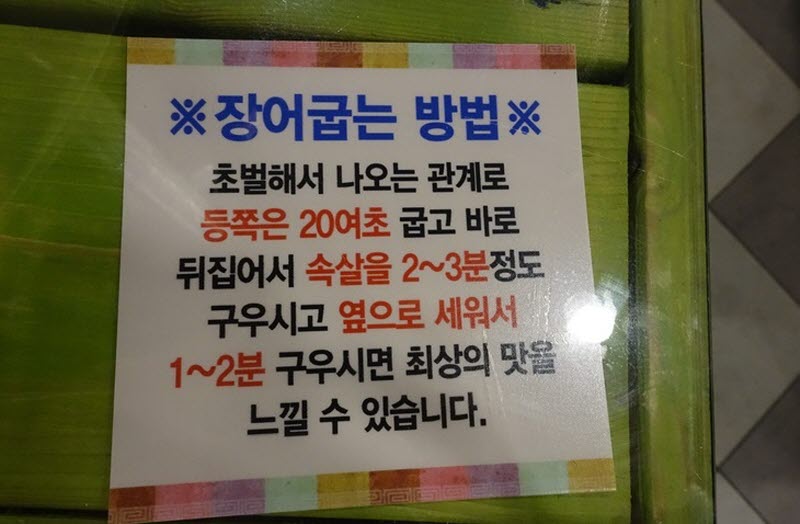 ※장어굽는 방법※
초벌해서 나오는 관계로
등쪽은 20여초 굽고 바로
뒤집어서 속살을 2~3분정도
구우시고 옆으로 세워서
1~2분 구우시면 최상의 맛을
느낄 수 있습니다.